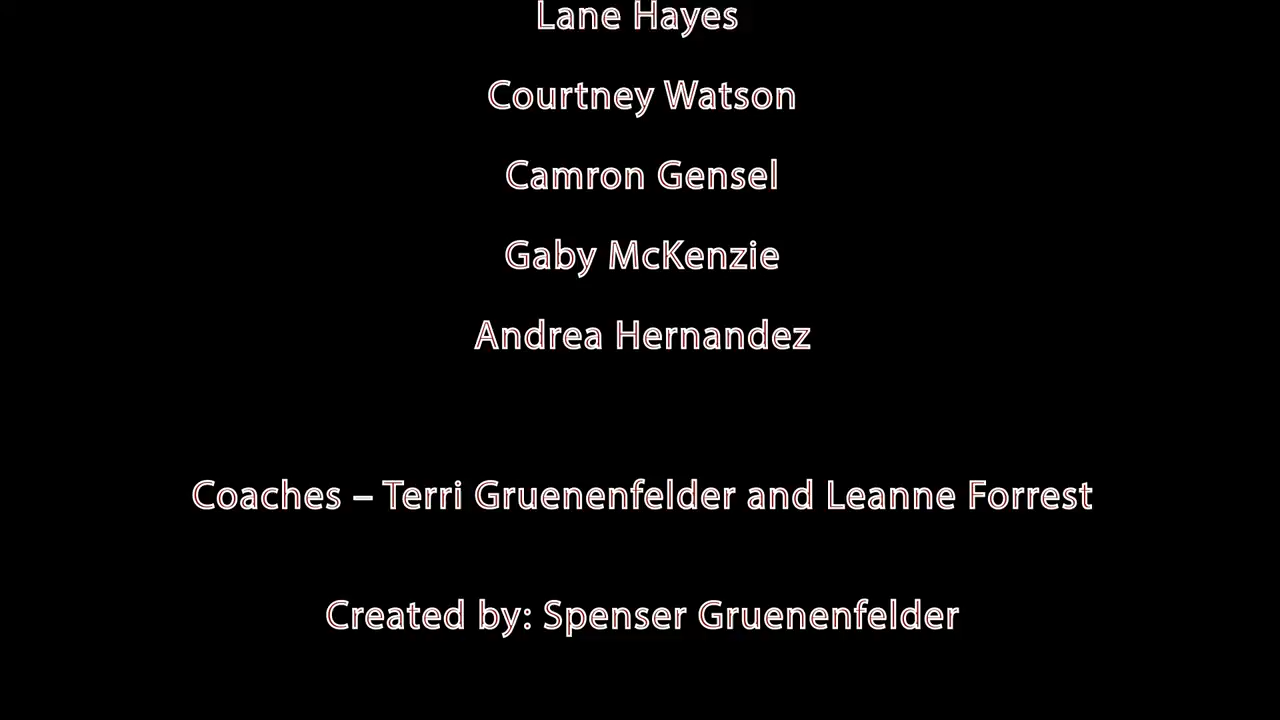 Lane Hayes
Courtney Watson
Camron Gensel
Gaby McKenzie
Andrea Hernandez
Coaches – Terri Gruenenfelder and Leanne Forrest
Created by: Spenser Gruenenfelder